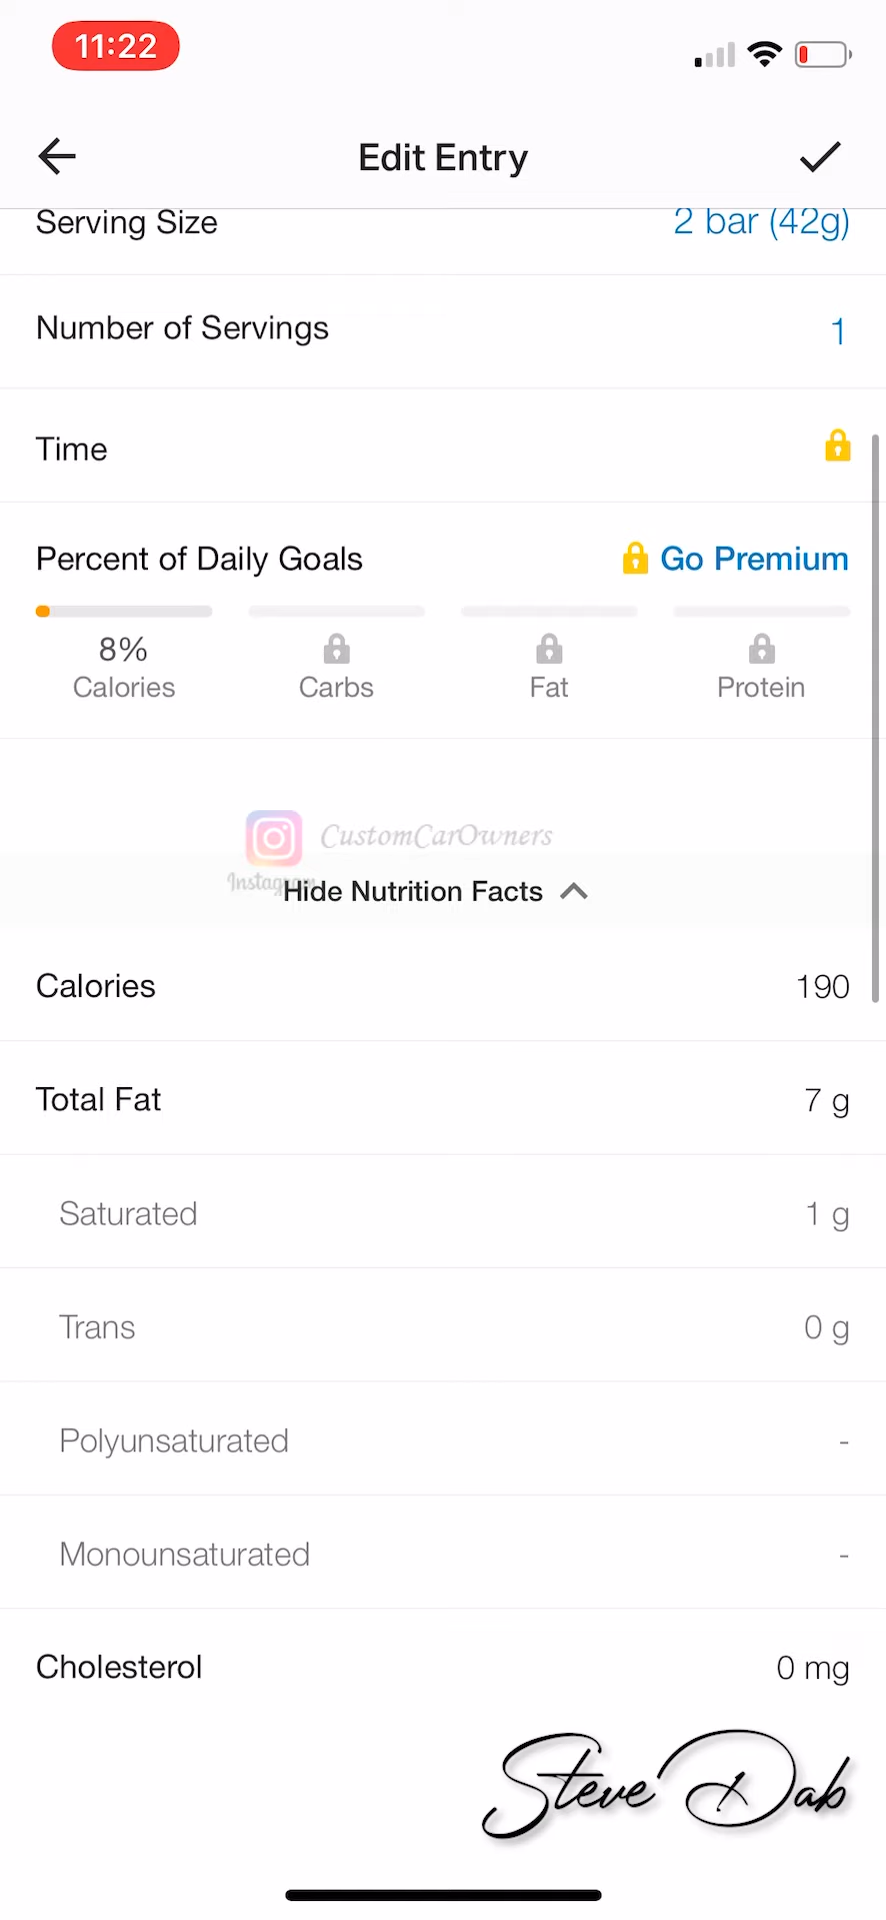 11:22
Edit Entry
Serving Size 2 bar (42g)
Number of Servings 1
Time
Percent of Daily Goals Go Premium
8%
Calories Carbs Fat Protein
CustomCarOwners
Instagram
Hide Nutrition Facts
Calories 190
Total Fat 7 g
Saturated 1 g
Trans 0 g
Polyunsaturated -
Monounsaturated -
Cholesterol 0 mg
Steve Dab